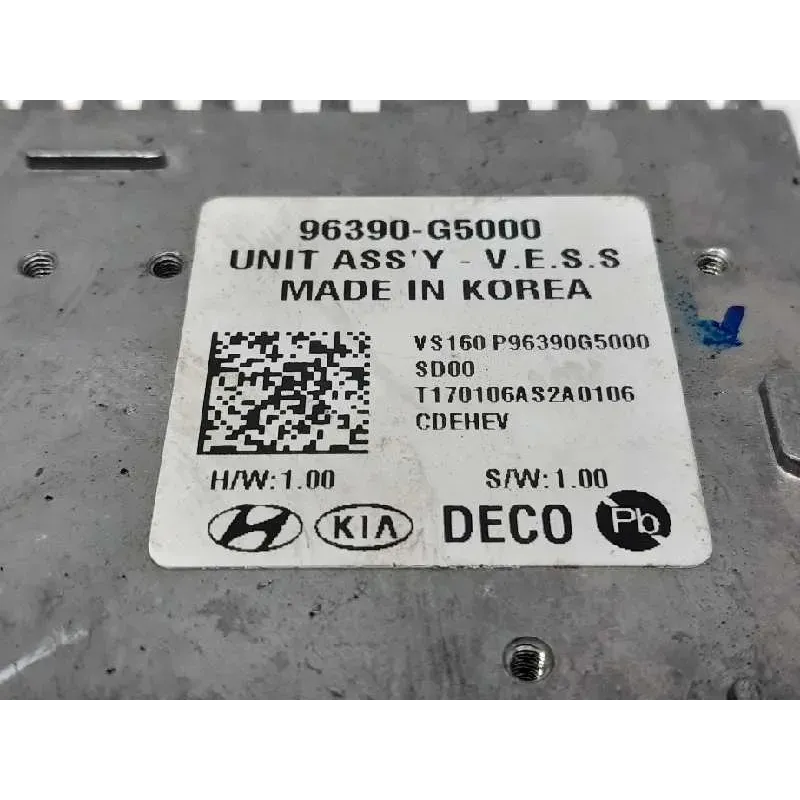 96390-G5000
UNIT ASS'Y - V.E.S.S
MADE IN KOREA
VS160 P96390G5000
SD00
T170106AS2A0106
CDEHEV
H/W:1.00 S/W:1.00
KIA DECO Pb